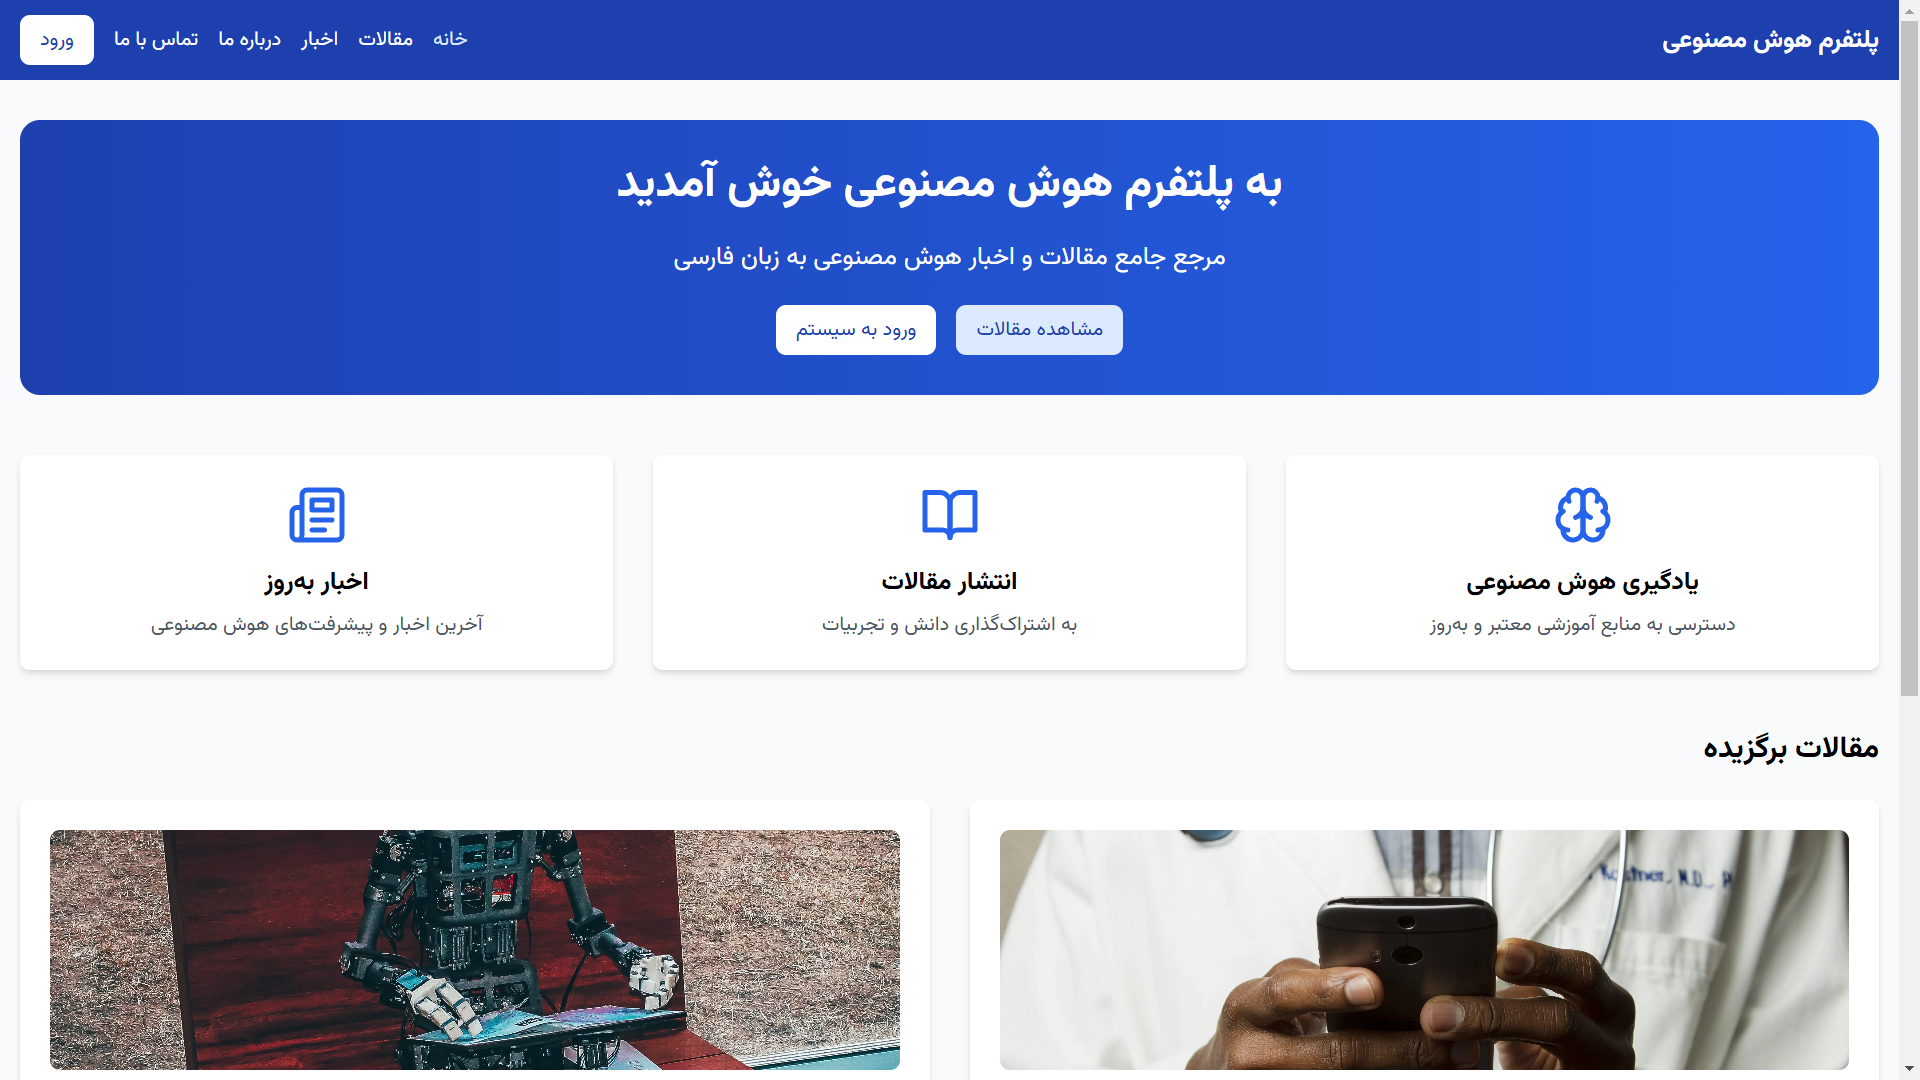 پلتفرم هوش مصنوعی
خانه
مقالات
اخبار
درباره ما
تماس با ما
ورود
به پلتفرم هوش مصنوعی خوش آمدید
مرجع جامع مقالات و اخبار هوش مصنوعی به زبان فارسی
مشاهده مقالات
ورود به سیستم
یادگیری هوش مصنوعی
دسترسی به منابع آموزشی معتبر و به‌روز
انتشار مقالات
به اشتراک‌گذاری دانش و تجربیات
اخبار به‌روز
آخرین اخبار و پیشرفت‌های هوش مصنوعی
مقالات برگزیده